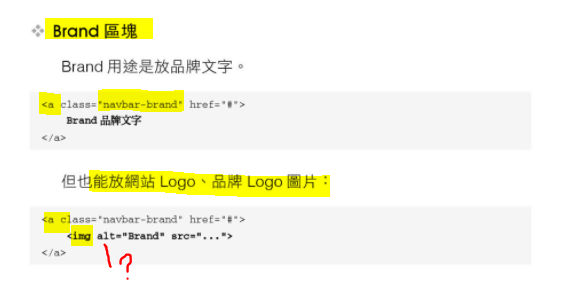 ❖ Brand 區塊
Brand 用途是放品牌文字。
<a class="navbar-brand" href="#">
Brand 品牌文字
</a>
但也能放網站 Logo、品牌 Logo 圖片：
<a class="navbar-brand" href="#">
<img alt="Brand" src="...">
</a>
\?